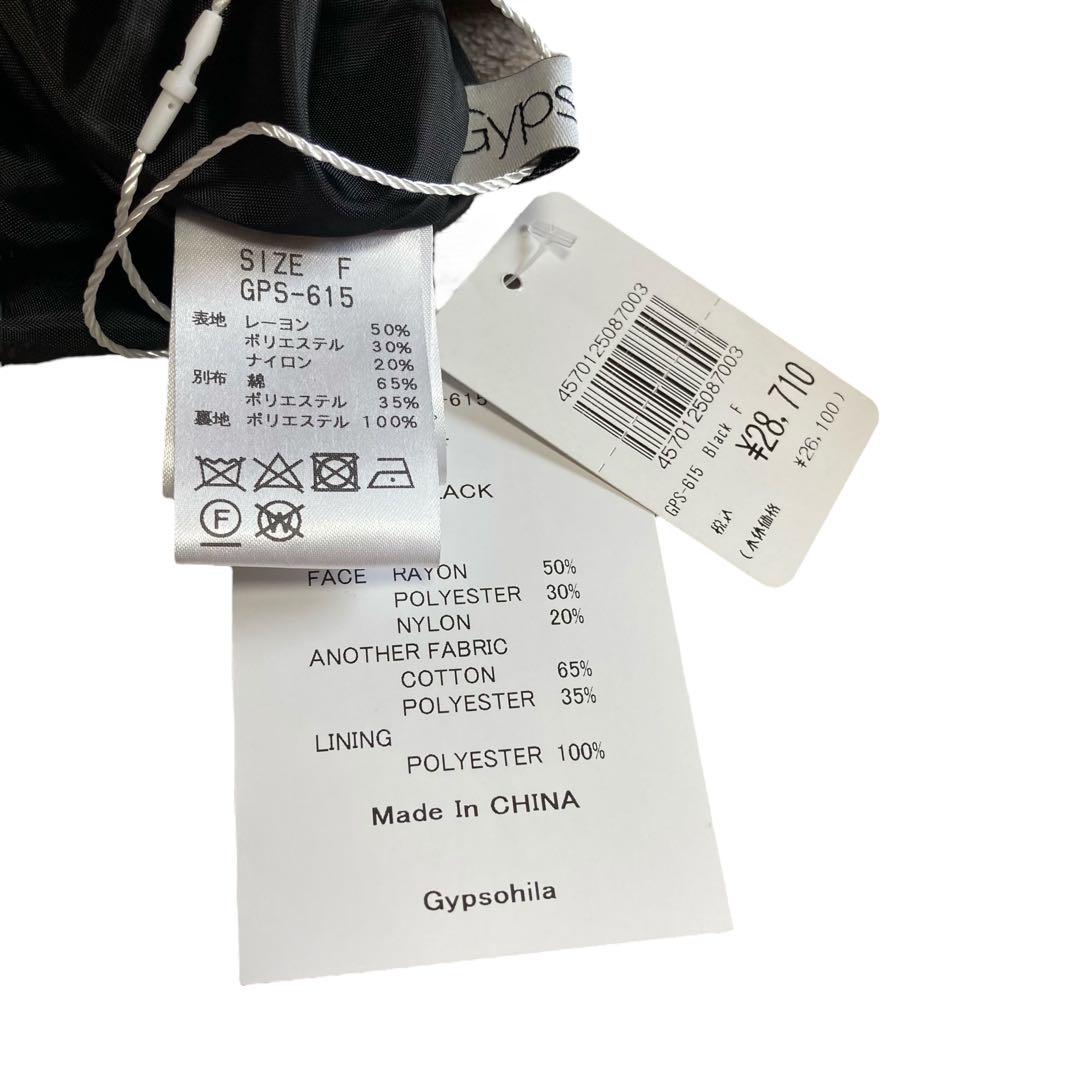 Gyps
SIZE F
GPS-615
表地 レーヨン 50%
ポリエステル 30%
ナイロン 20%
別布 綿 65%
ポリエステル 35%
裏地 ポリエステル 100%
F
W
4570125087003
4570125087003
GPS-615 Black F
¥28,710
税込
¥26,100)
(本体価格
-615
LACK
FACE RAYON 50%
POLYESTER 30%
NYLON 20%
ANOTHER FABRIC
COTTON 65%
POLYESTER 35%
LINING
POLYESTER 100%
Made In CHINA
Gypsohila